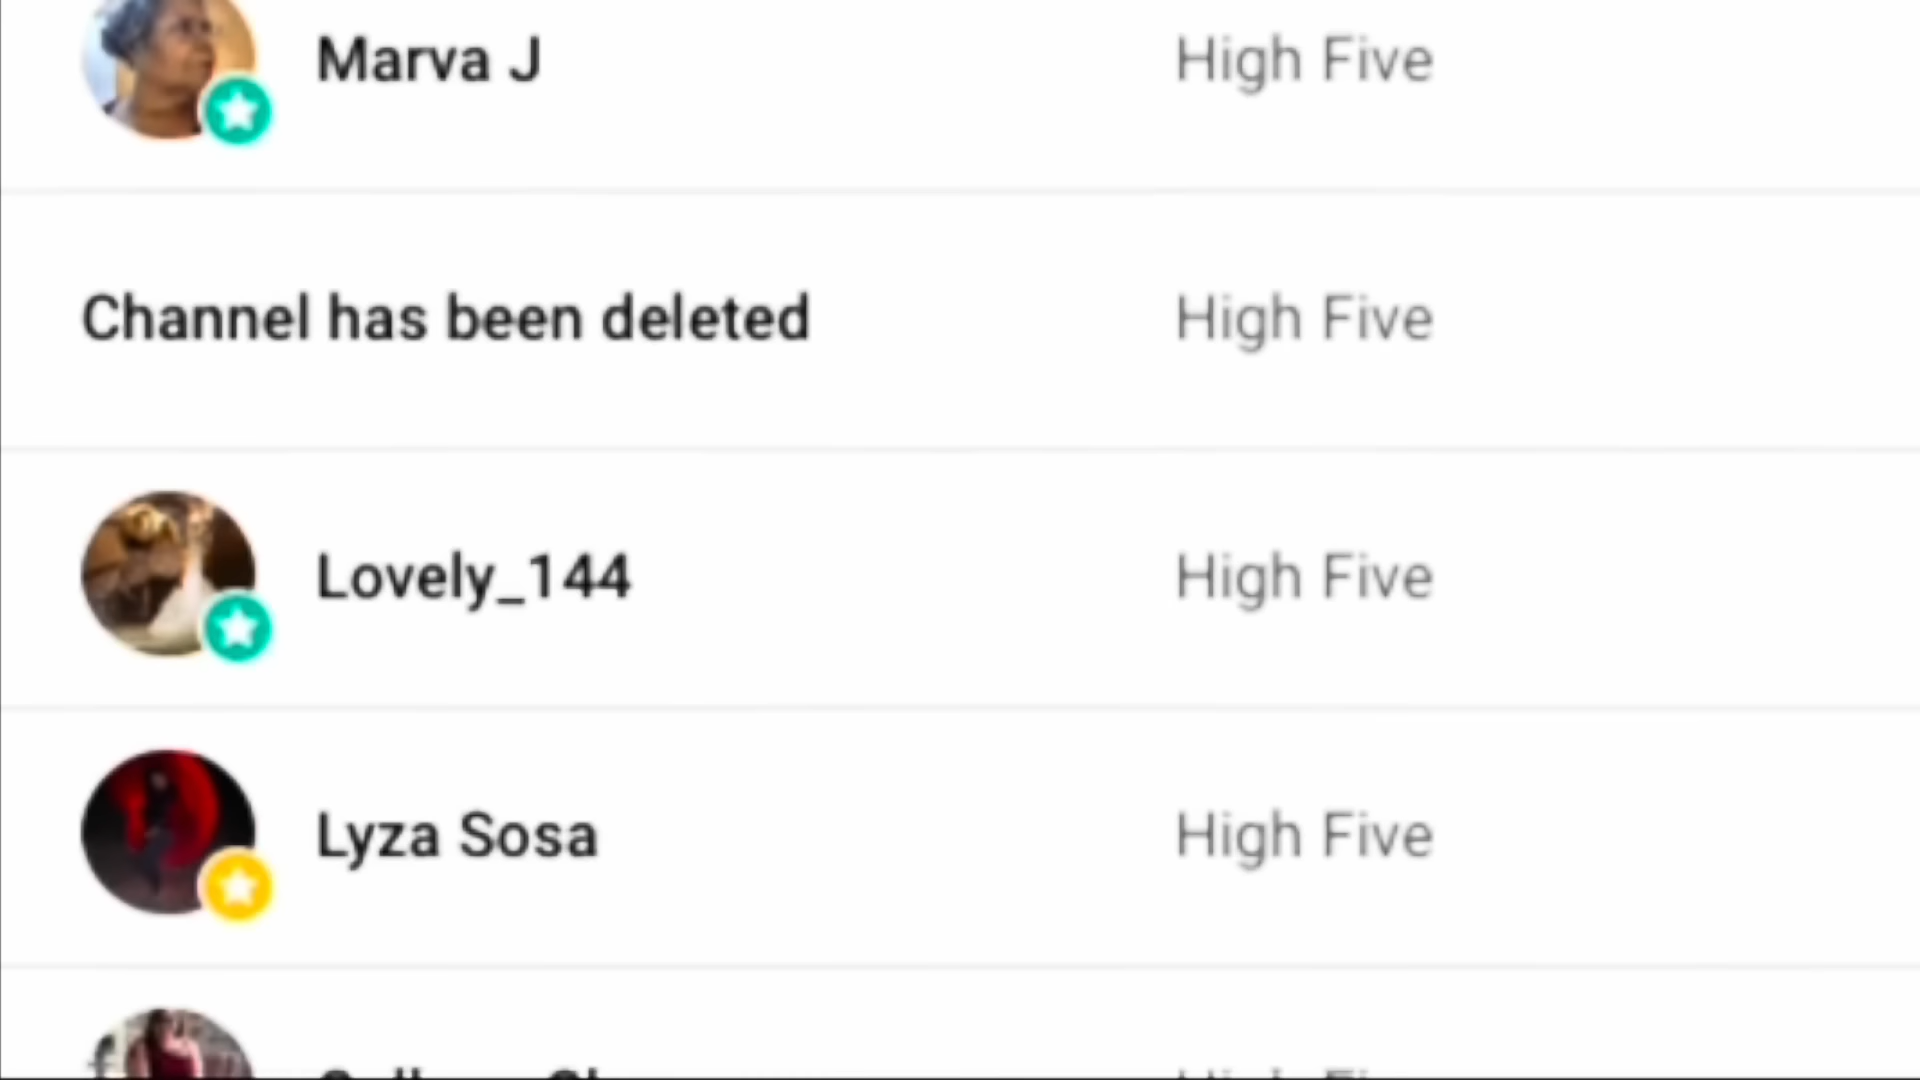 Marva J High Five
Channel has been deleted High Five
Lovely_144 High Five
Lyza Sosa High Five